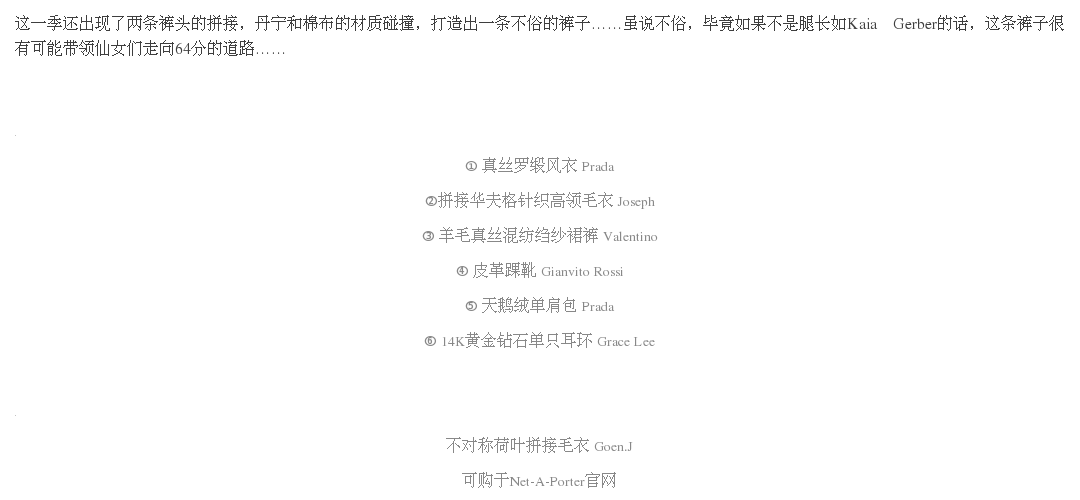 这一季还出现了两条裤头的拼接，丹宁和棉布的材质碰撞，打造出一条不俗的裤子……虽说不俗，毕竟如果不是腿长如Kaia Gerber的话，这条裤子很
有可能带领仙女们走向64分的道路……
① 真丝罗缎风衣 Prada
②拼接华夫格针织高领毛衣 Joseph
③ 羊毛真丝混纺绉纱裙裤 Valentino
④ 皮革踝靴 Gianvito Rossi
⑤ 天鹅绒单肩包 Prada
⑥ 14K黄金钻石单只耳环 Grace Lee
不对称荷叶拼接毛衣 Goen.J
可购于Net-A-Porter官网